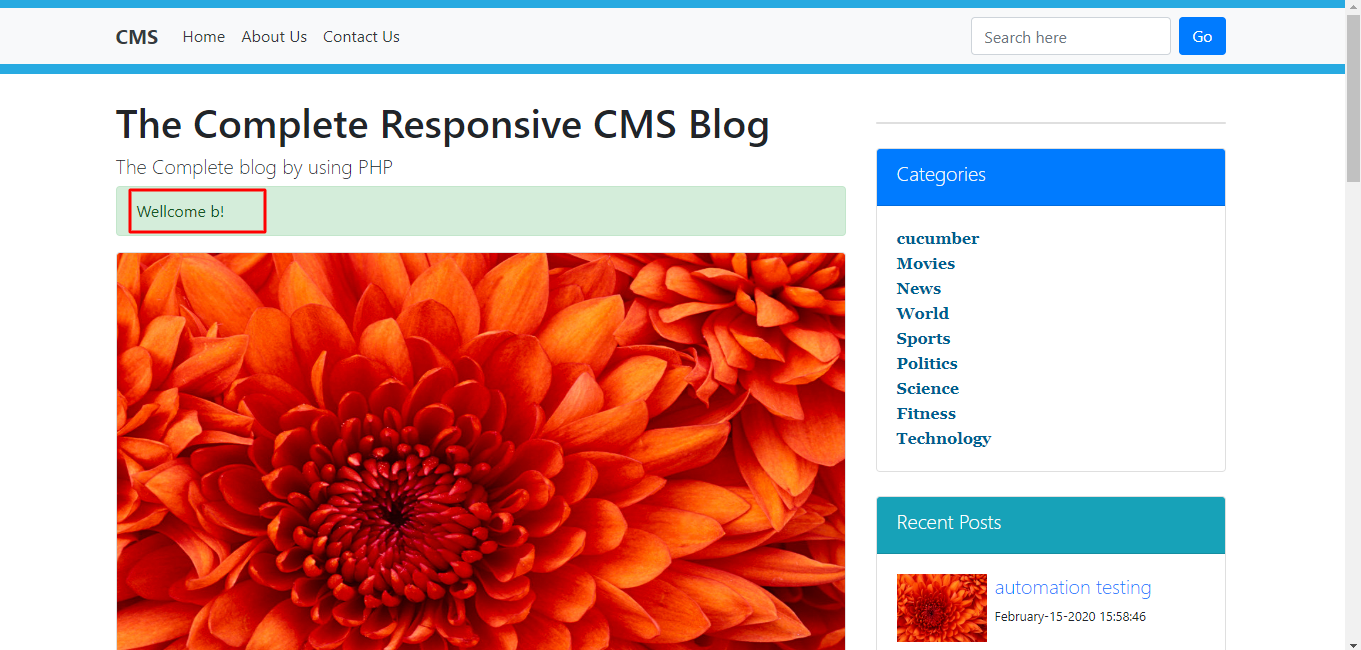 CMS Home About Us Contact Us Search here Go
The Complete Responsive CMS Blog
The Complete blog by using PHP
Wellcome b!
Categories
cucumber
Movies
News
World
Sports
Politics
Science
Fitness
Technology
Recent Posts
automation testing
February-15-2020 15:58:46